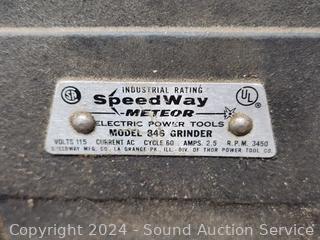 INDUSTRIAL RATING
SpeedWay
METEOR
ELECTRIC POWER TOOLS
MODEL 846 GRINDER
VOLTS 115 CURRENT AC CYCLE 60 AMPS. 2.5 R.P.M. 3450
SPEEDWAY MFG. CO. LA GRANGE PK., ILL. DIV. OF THOR POWER TOOL CO.
Copyright 2024 - Sound Auction Service